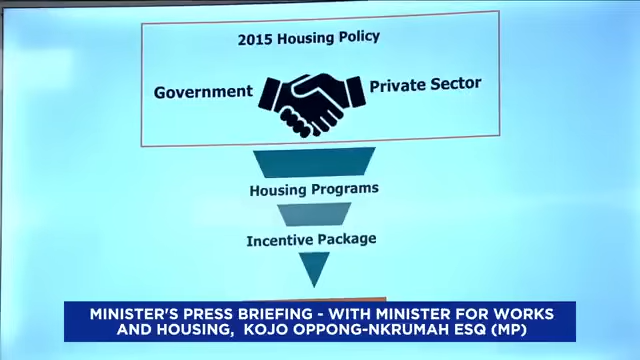 2015 Housing Policy
Government
Private Sector
Housing Programs
Incentive Package
MINISTER'S PRESS BRIEFING - WITH MINISTER FOR WORKS
AND HOUSING, KOJO OPPONG-NKRUMAH ESQ (MP)